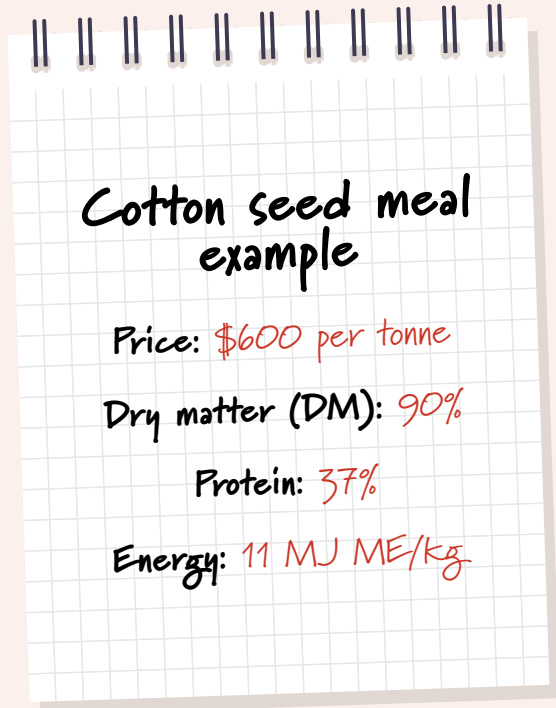 Cotton seed meal
example
Price: $600 per tonne
Dry matter (DM): 90%
Protein: 37%
Energy: 11 MJ ME/kg